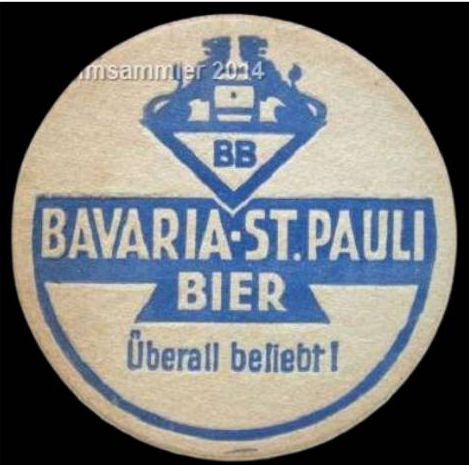 msammler 2014
BB
BAVARIA·ST. PAULI
BIER
Überall beliebt!